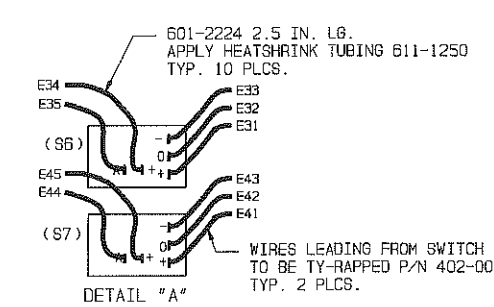 601-2224 2.5 IN. LG.
APPLY HEATSHRINK TUBING 611-1250
TYP. 10 PLCS.
E34
E35
E33
E32
E31
(S6)
A + - 0 +
E45
E44
E43
E42
E41
(S7)
A + - 0 +
WIRES LEADING FROM SWITCH
TO BE TY-RAPPED P/N 402-00
TYP. 2 PLCS.
DETAIL "A"